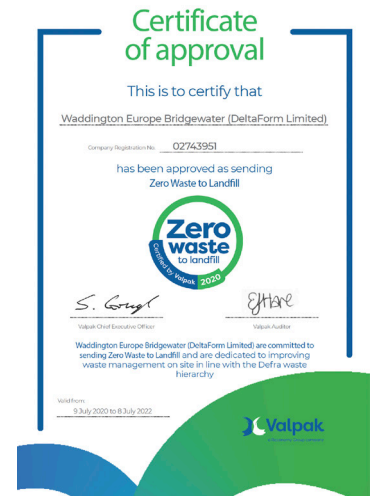 Certificate
of approval
This is to certify that
Waddington Europe Bridgewater (DeltaForm Limited)
Company Registration No. 02743951
has been approved as sending
Zero Waste to Landfill
Zero
waste
to landfill
Certified by Valpak 2020
Valpak Chief Executive Officer
Valpak Auditor
Waddington Europe Bridgewater (DeltaForm Limited) are committed to
sending Zero Waste to Landfill and are dedicated to improving
waste management on site in line with the Defra waste
hierarchy
Valid from:
9 July 2020 to 8 July 2022
Valpak